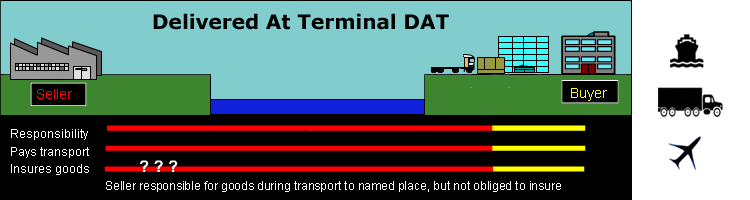 Delivered At Terminal DAT
Seller
Buyer
Responsibility
Pays transport
Insures goods
? ? ?
Seller responsible for goods during transport to named place, but not obliged to insure